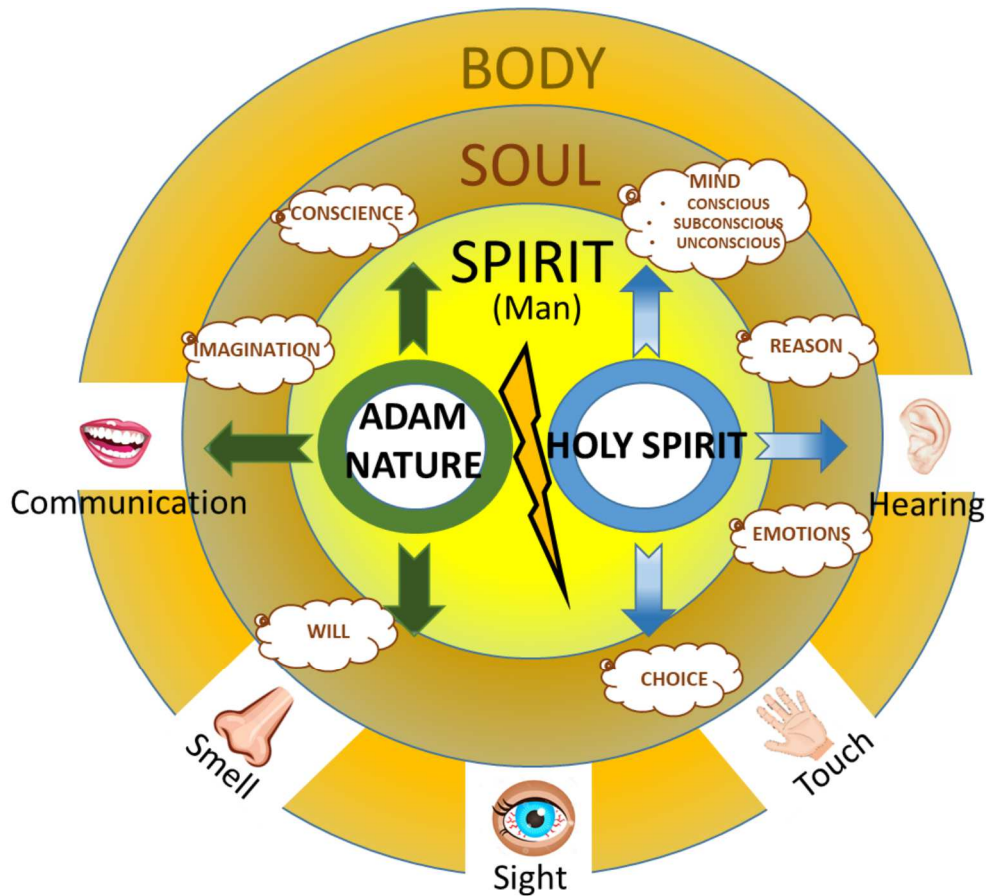 BODY
SOUL
CONSCIENCE
MIND
• CONSCIOUS
• SUBCONSCIOUS
• UNCONSCIOUS
SPIRIT
(Man)
IMAGINATION
REASON
ADAM
NATURE
HOLY SPIRIT
Communication
Hearing
EMOTIONS
WILL
CHOICE
Smell
Touch
Sight